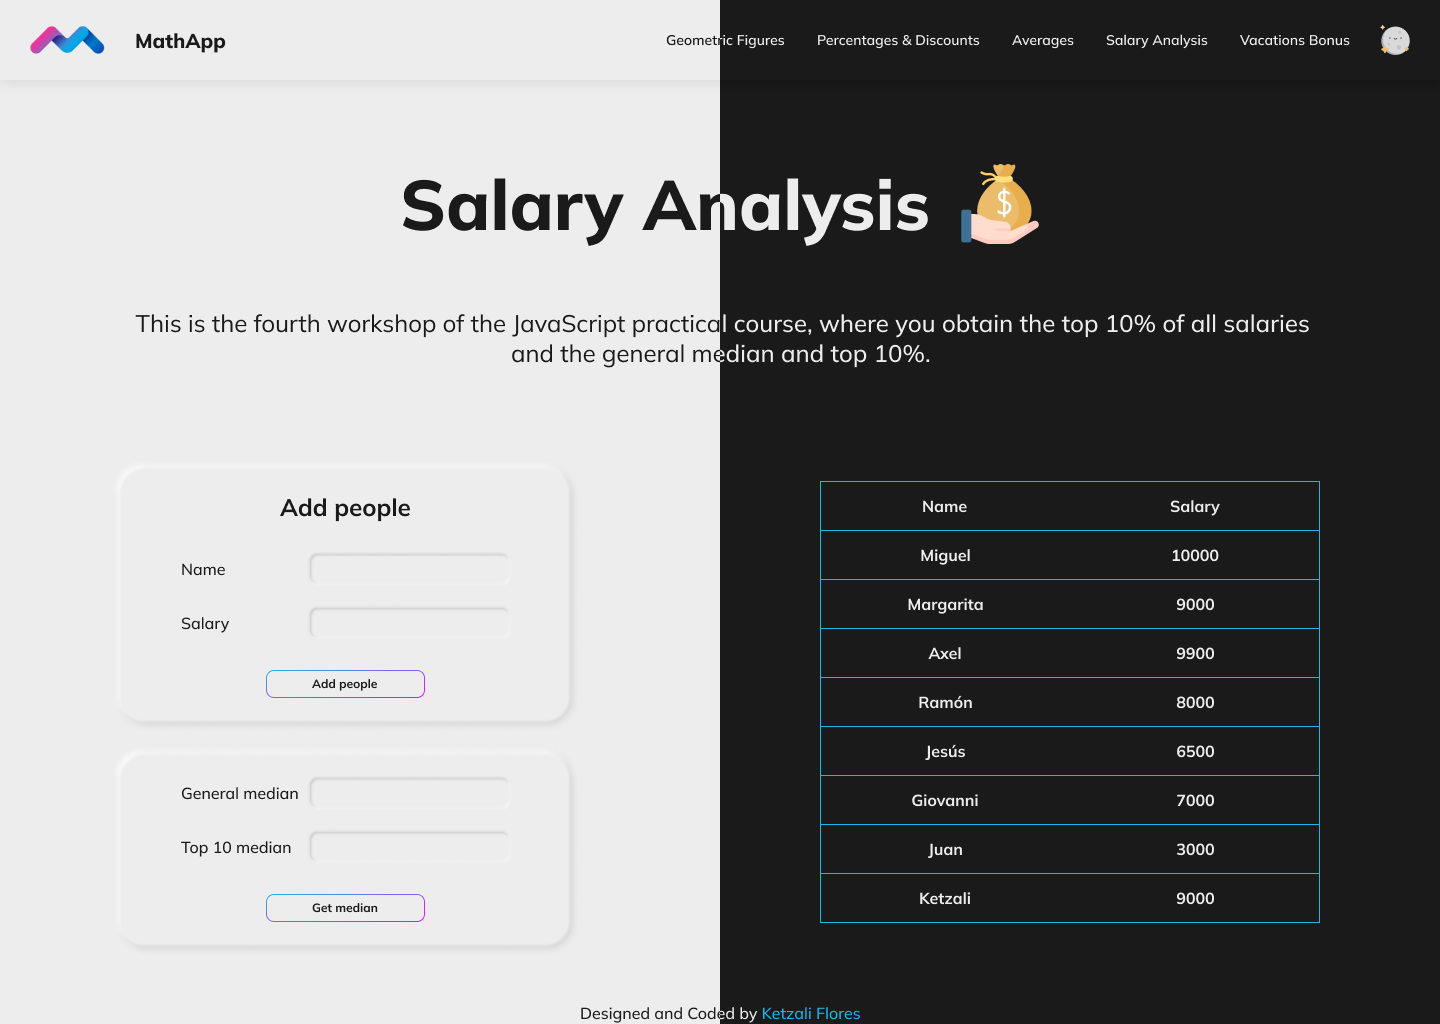 MathApp
Geometric Figures Percentages & Discounts Averages Salary Analysis Vacations Bonus
Salary Analysis
$
This is the fourth workshop of the JavaScript practical course, where you obtain the top 10% of all salaries
and the general median and top 10%.
Add people
Name
Salary
Add people
General median
Top 10 median
Get median
Name Salary
Miguel 10000
Margarita 9000
Axel 9900
Ramón 8000
Jesús 6500
Giovanni 7000
Juan 3000
Ketzali 9000
Designed and Coded by Ketzali Flores